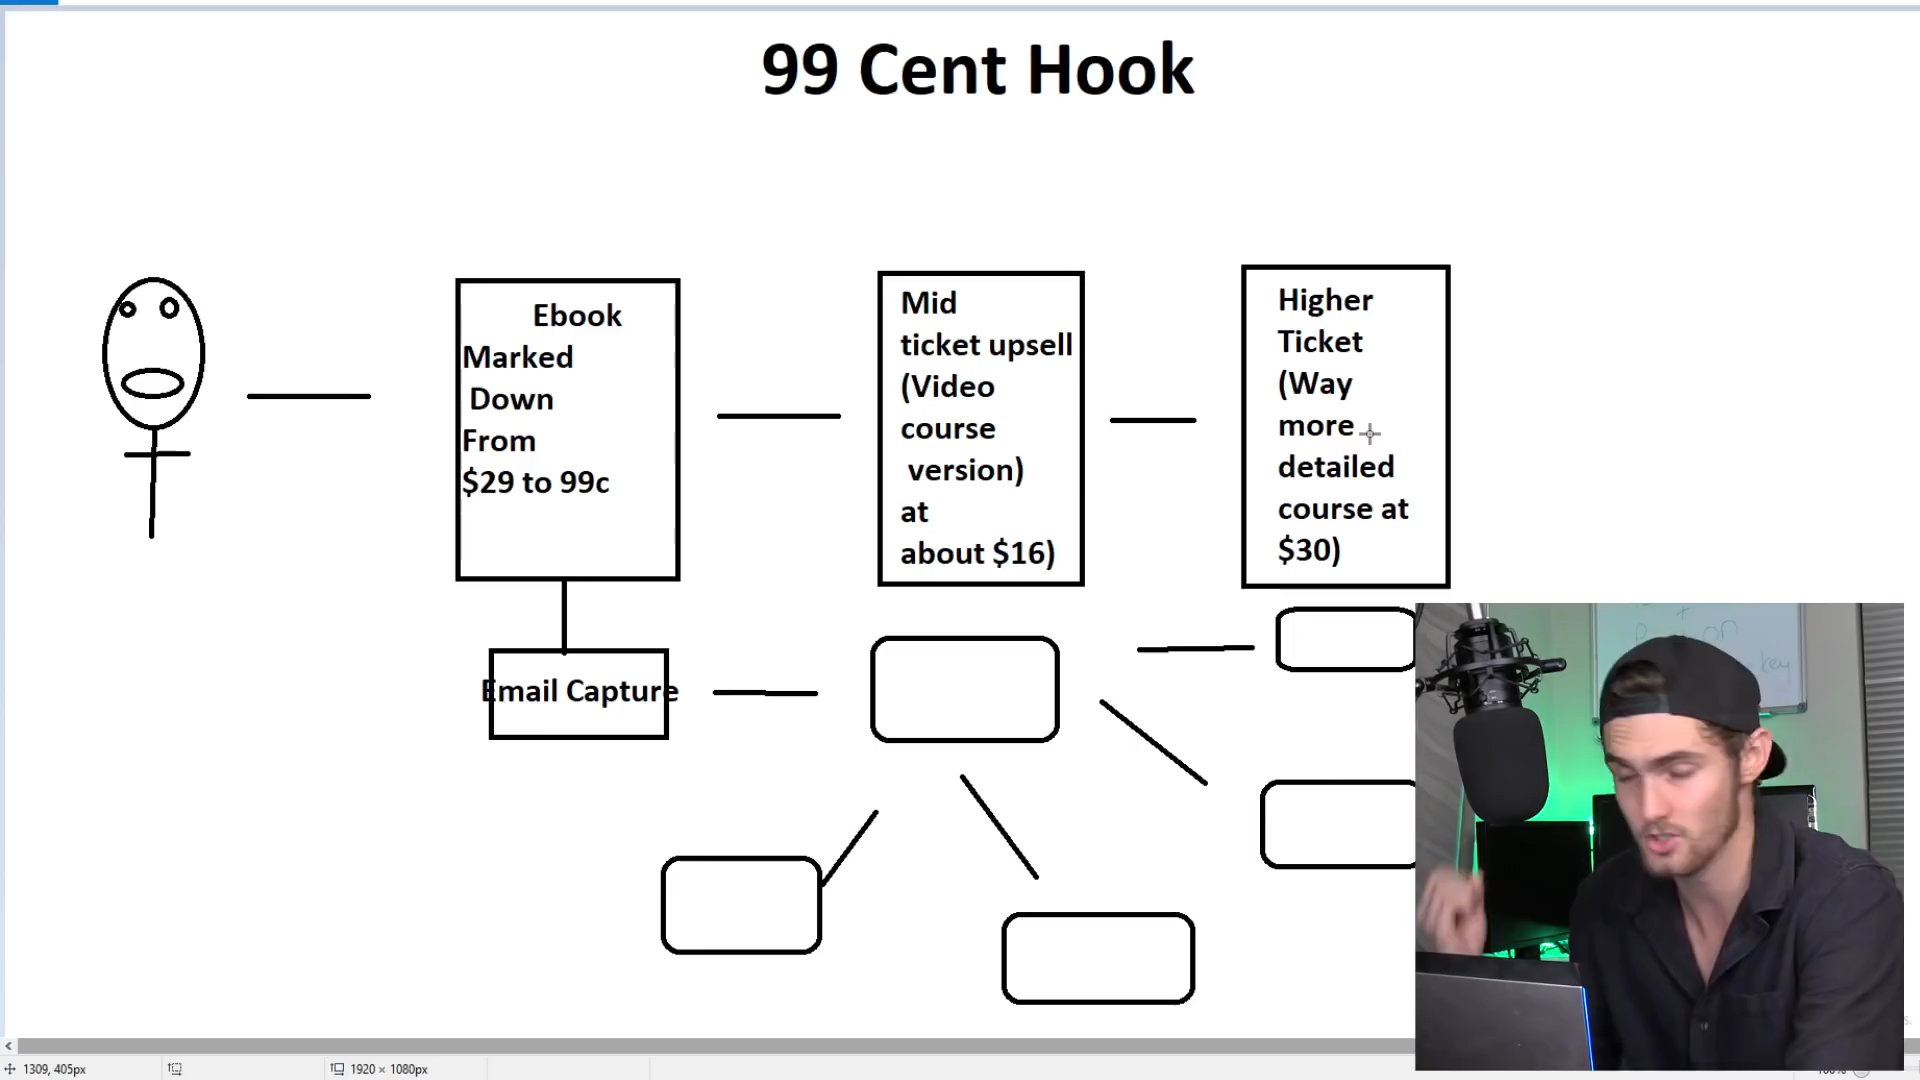 99 Cent Hook
Ebook
Marked
Down
From
$29 to 99c
Mid
ticket upsell
(Video
course
version)
at
about $16)
Higher
Ticket
(Way
more
detailed
course at
$30)
Email Capture
1309, 405px
1920 × 1080px